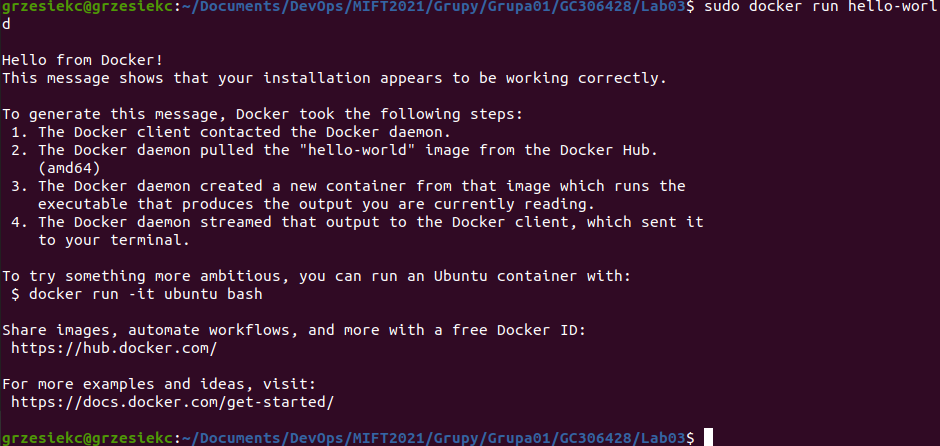 grzesiekc@grzesiekc:~/Documents/DevOps/MIFT2021/Grupy/Grupa01/GC306428/Lab03$ sudo docker run hello-worl
d

Hello from Docker!
This message shows that your installation appears to be working correctly.

To generate this message, Docker took the following steps:
 1. The Docker client contacted the Docker daemon.
 2. The Docker daemon pulled the "hello-world" image from the Docker Hub.
    (amd64)
 3. The Docker daemon created a new container from that image which runs the
    executable that produces the output you are currently reading.
 4. The Docker daemon streamed that output to the Docker client, which sent it
    to your terminal.

To try something more ambitious, you can run an Ubuntu container with:
 $ docker run -it ubuntu bash

Share images, automate workflows, and more with a free Docker ID:
 https://hub.docker.com/

For more examples and ideas, visit:
 https://docs.docker.com/get-started/

grzesiekc@grzesiekc:~/Documents/DevOps/MIFT2021/Grupy/Grupa01/GC306428/Lab03$